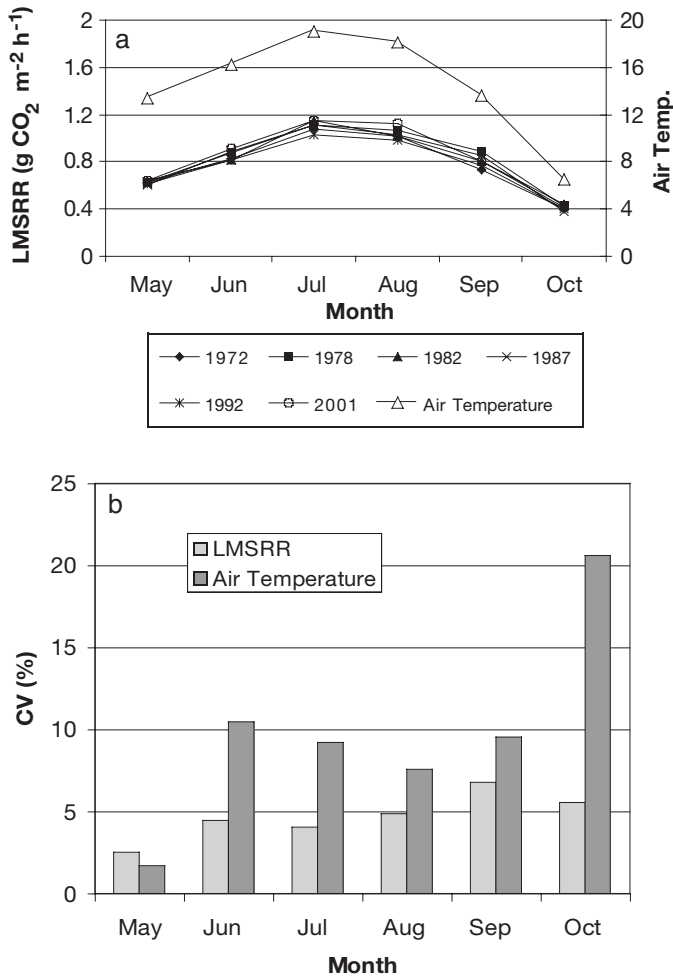 a
LMSRR (g CO2 m-2 h-1)
2
1.6
1.2
0.8
0.4
0
20
16
12
8
4
0
Air Temp.
May Jun Jul Aug Sep Oct
Month
1972 1978 1982 1987
1992 2001 Air Temperature
b
CV (%)
25
20
15
10
5
0
LMSRR
Air Temperature
May Jun Jul Aug Sep Oct
Month